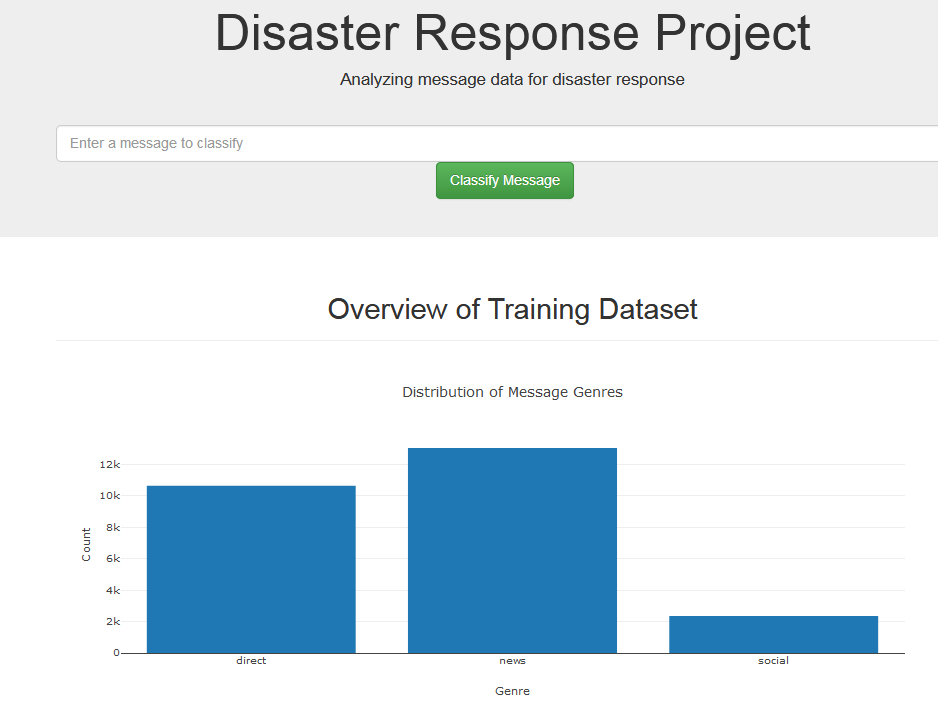 Disaster Response Project
Analyzing message data for disaster response
Enter a message to classify
Classify Message
Overview of Training Dataset
Distribution of Message Genres
12k
10k
8k
6k
4k
2k
0
Count
direct
news
social
Genre